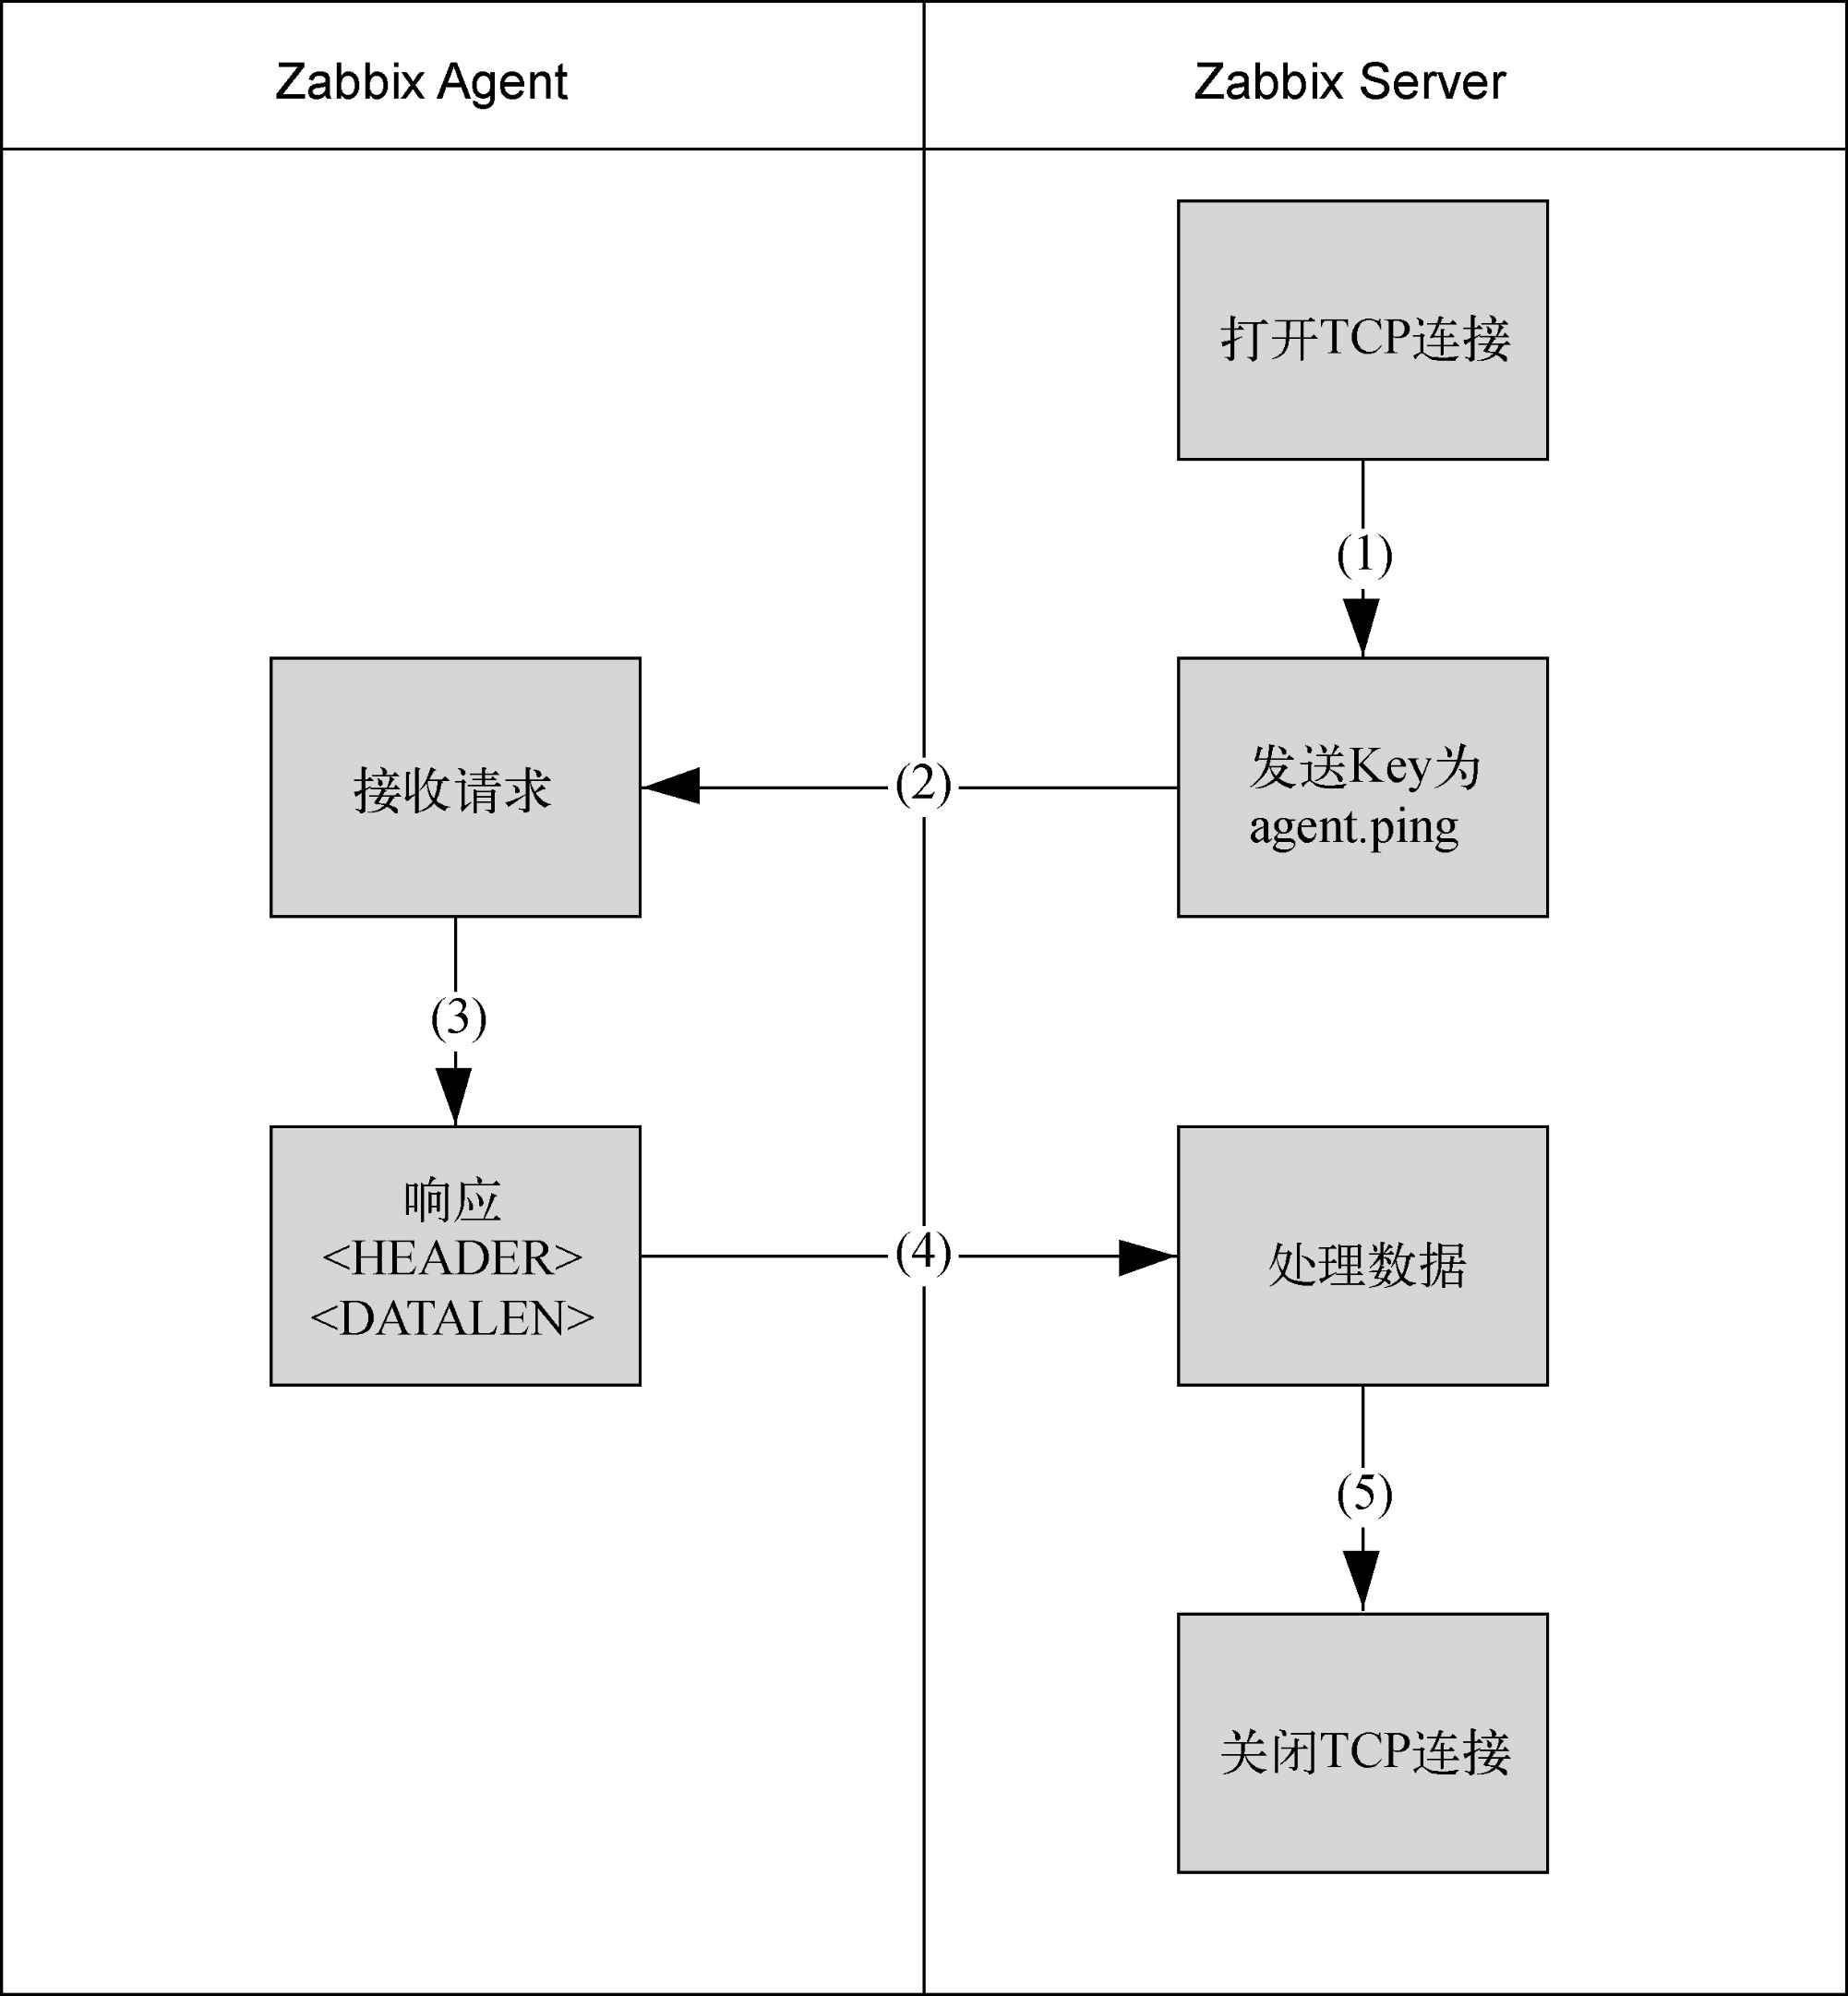 Zabbix Agent
Zabbix Server
打开TCP连接
(1)
发送Key为
agent.ping
(2)
接收请求
(3)
响应
<HEADER>
<DATALEN>
(4)
处理数据
(5)
关闭TCP连接